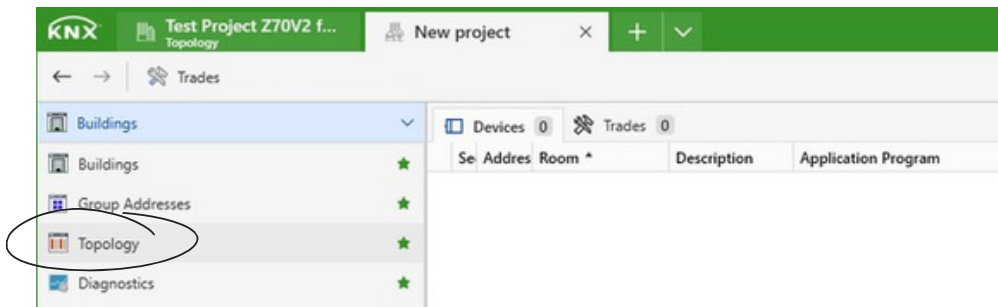 KNX
Test Project Z70V2 f...
Topology
New project
Trades
Buildings
Devices 0 Trades 0
Se Addres Room Description Application Program
Buildings
Group Addresses
Topology
Diagnostics